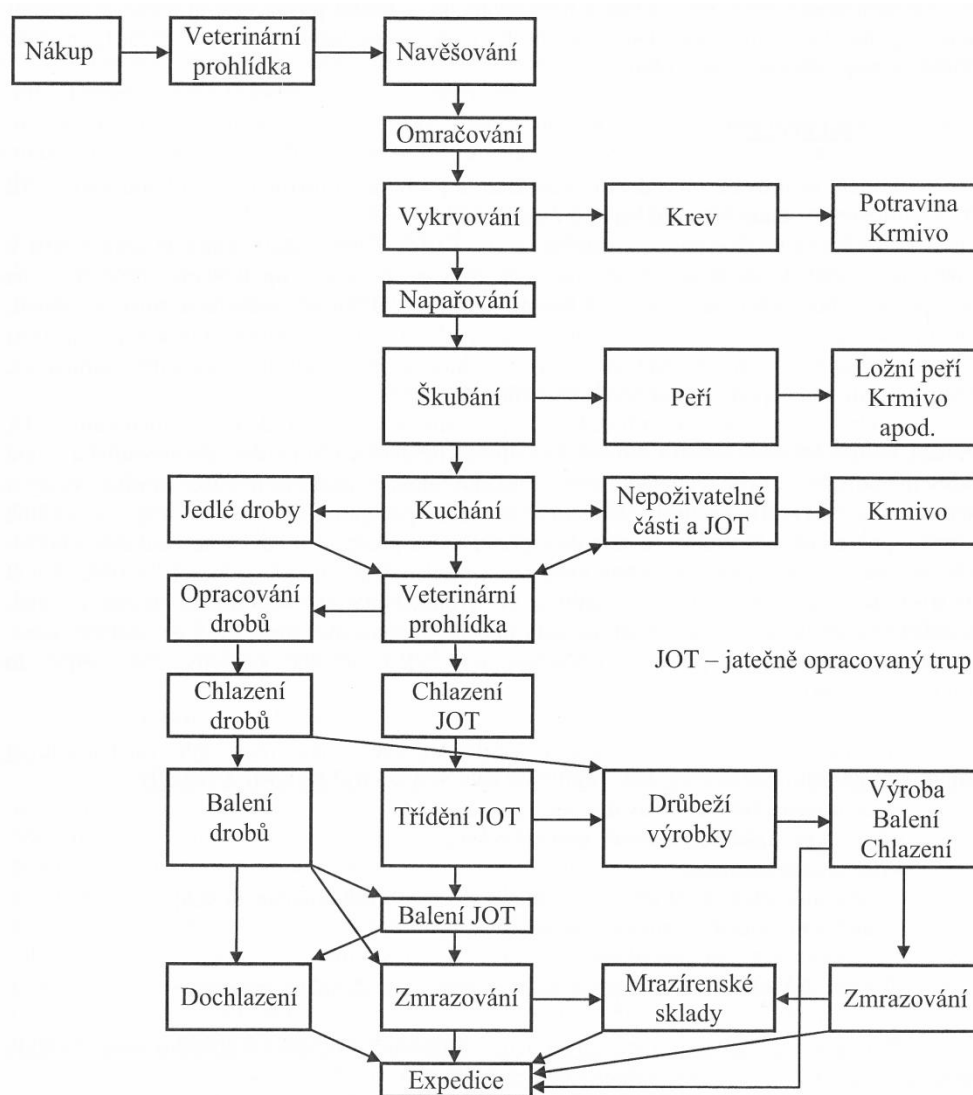 Nákup
Veterinární
prohlídka
Navěšování
Omračování
Vykrvování
Krev
Potravina
Krmivo
Napařování
Škubání
Peří
Ložní peří
Krmivo
apod.
Jedlé droby
Kuchání
Nepoživatelné
části a JOT
Krmivo
Opracování
drobů
Veterinární
prohlídka
JOT – jatečně opracovaný trup
Chlazení
drobů
Chlazení
JOT
Balení
drobů
Třídění JOT
Drůbeží
výrobky
Výroba
Balení
Chlazení
Balení JOT
Dochlazení
Zmrazování
Mrazírenské
sklady
Zmrazování
Expedice